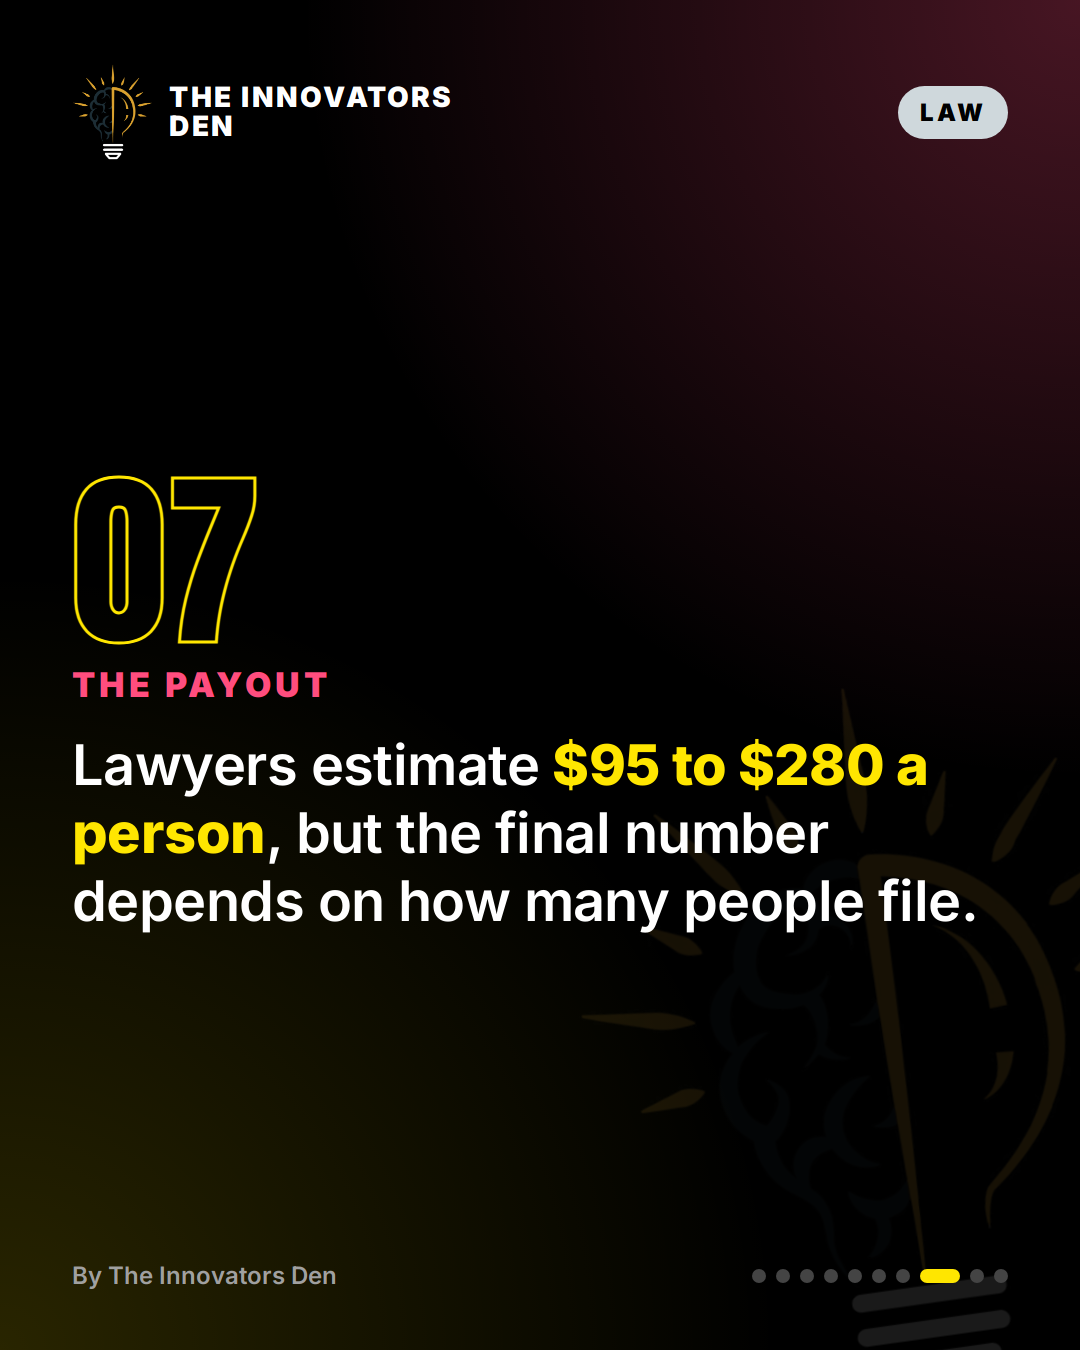 THE INNOVATORS
DEN
LAW
07
THE PAYOUT
Lawyers estimate $95 to $280 a
person, but the final number
depends on how many people file.
By The Innovators Den